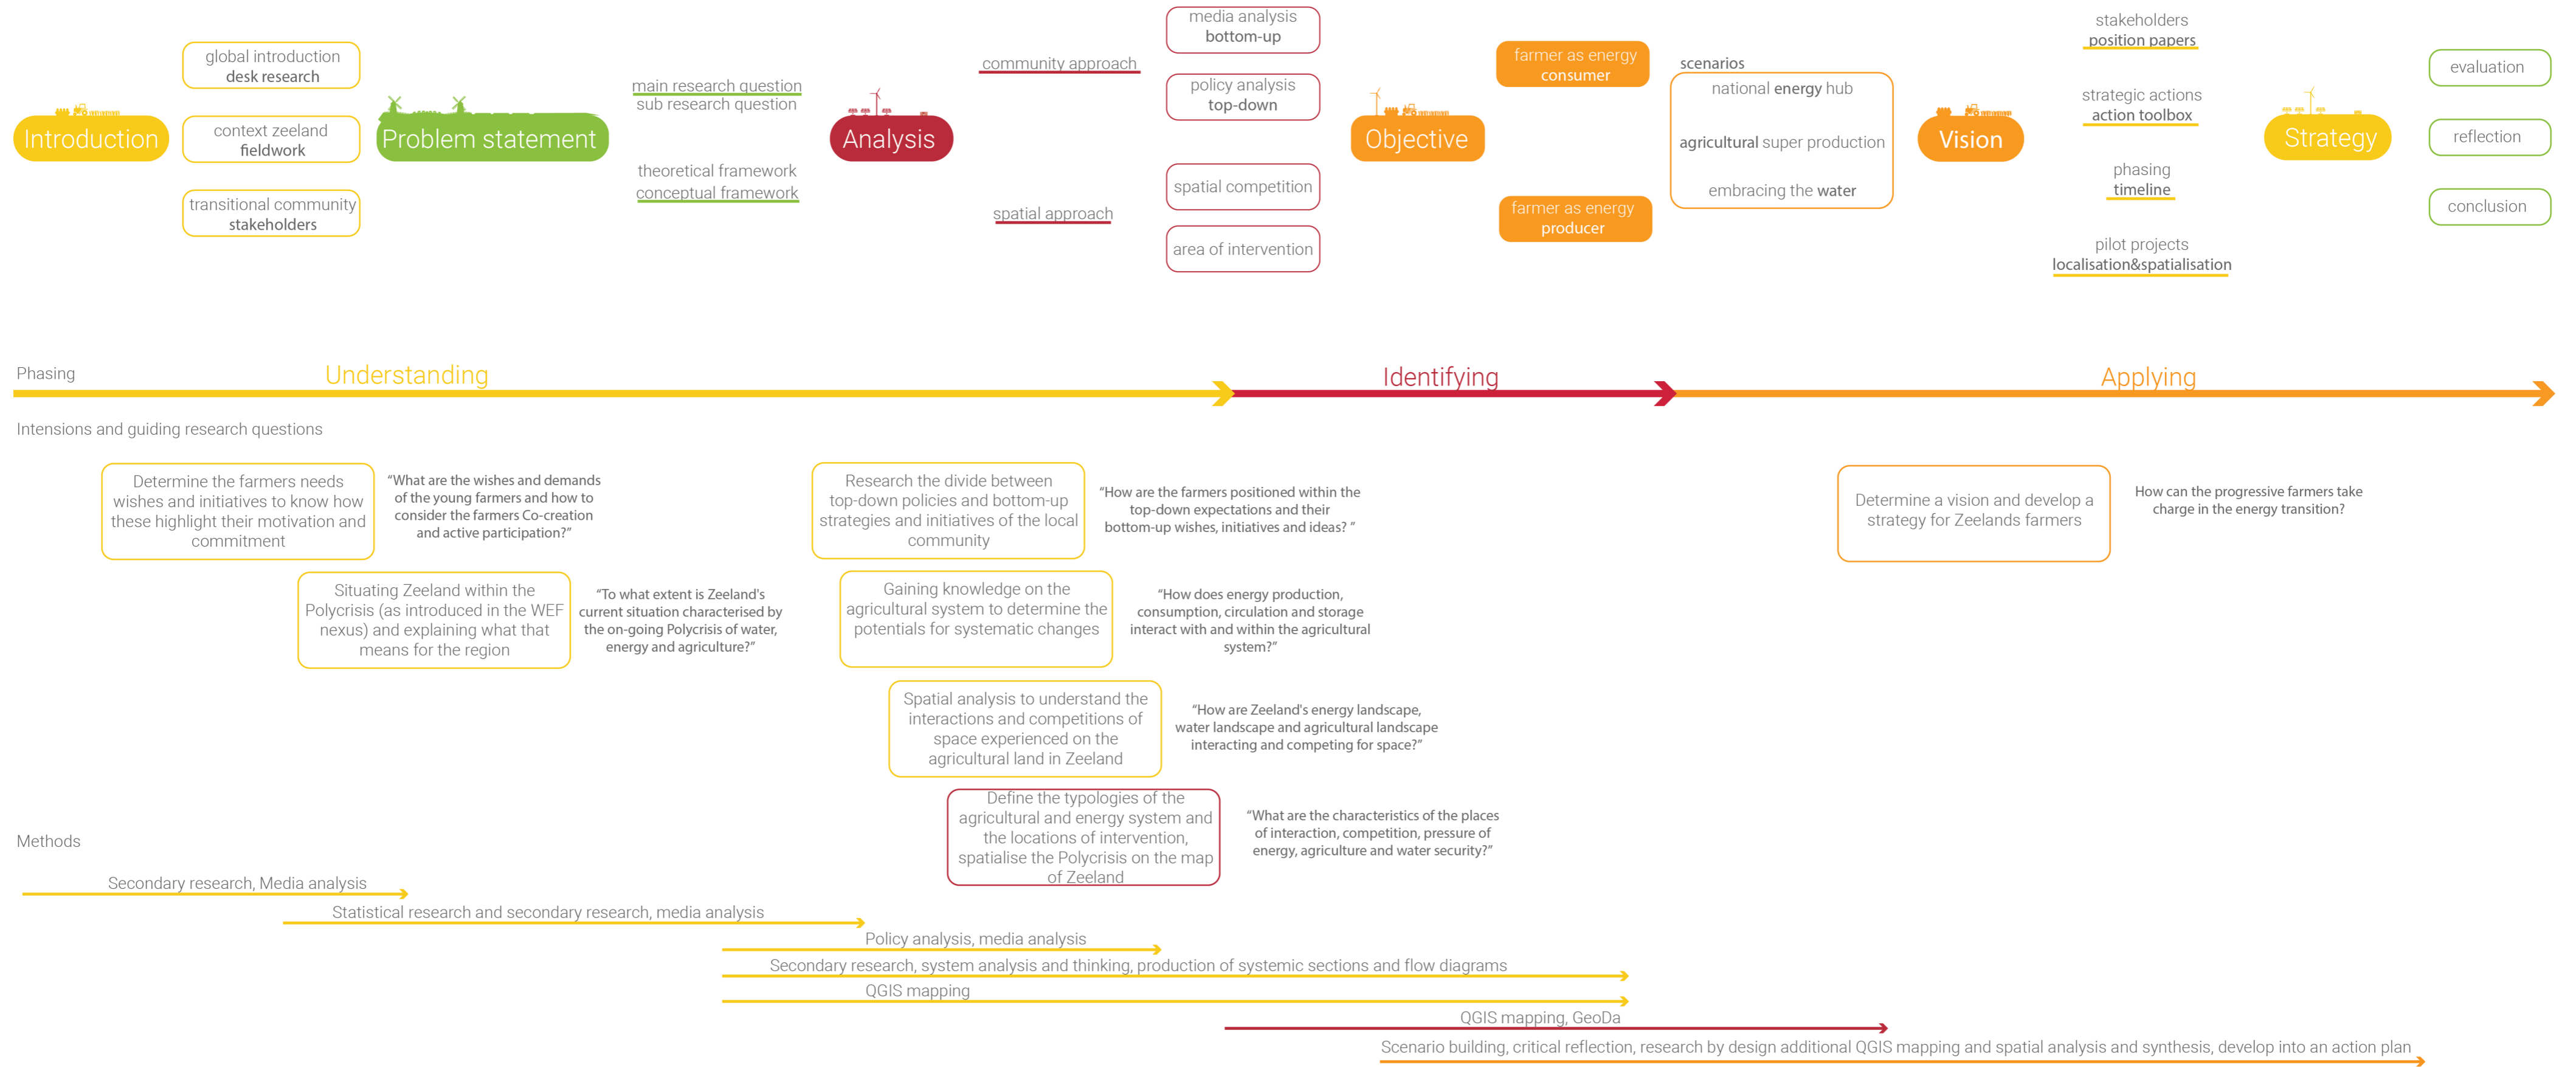 Introduction
global introduction
desk research
context zeeland
fieldwork
transitional community
stakeholders
Problem statement
main research question
sub research question
theoretical framework
conceptual framework
Analysis
community approach
spatial approach
media analysis
bottom-up
policy analysis
top-down
spatial competition
area of intervention
Objective
farmer as energy
consumer
farmer as energy
producer
scenarios
national energy hub
agricultural super production
embracing the water
Vision
stakeholders
position papers
strategic actions
action toolbox
phasing
timeline
pilot projects
localisation&spatialisation
Strategy
evaluation
reflection
conclusion
Phasing
Understanding
Identifying
Applying
Intensions and guiding research questions
Determine the farmers needs
wishes and initiatives to know how
these highlight their motivation and
commitment
“What are the wishes and demands
of the young farmers and how to
consider the farmers Co-creation
and active participation?”
Situating Zeeland within the
Polycrisis (as introduced in the WEF
nexus) and explaining what that
means for the region
“To what extent is Zeeland's
current situation characterised by
the on-going Polycrisis of water,
energy and agriculture?”
Research the divide between
top-down policies and bottom-up
strategies and initiatives of the local
community
“How are the farmers positioned within the
top-down expectations and their
bottom-up wishes, initiatives and ideas? ”
Gaining knowledge on the
agricultural system to determine the
potentials for systematic changes
“How does energy production,
consumption, circulation and storage
interact with and within the agricultural
system?”
Spatial analysis to understand the
interactions and competitions of
space experienced on the
agricultural land in Zeeland
“How are Zeeland's energy landscape,
water landscape and agricultural landscape
interacting and competing for space?”
Define the typologies of the
agricultural and energy system and
the locations of intervention,
spatialise the Polycrisis on the map
of Zeeland
“What are the characteristics of the places
of interaction, competition, pressure of
energy, agriculture and water security?”
Determine a vision and develop a
strategy for Zeelands farmers
How can the progressive farmers take
charge in the energy transition?
Methods
Secondary research, Media analysis
Statistical research and secondary research, media analysis
Policy analysis, media analysis
Secondary research, system analysis and thinking, production of systemic sections and flow diagrams
QGIS mapping
QGIS mapping, GeoDa
Scenario building, critical reflection, research by design additional QGIS mapping and spatial analysis and synthesis, develop into an action plan